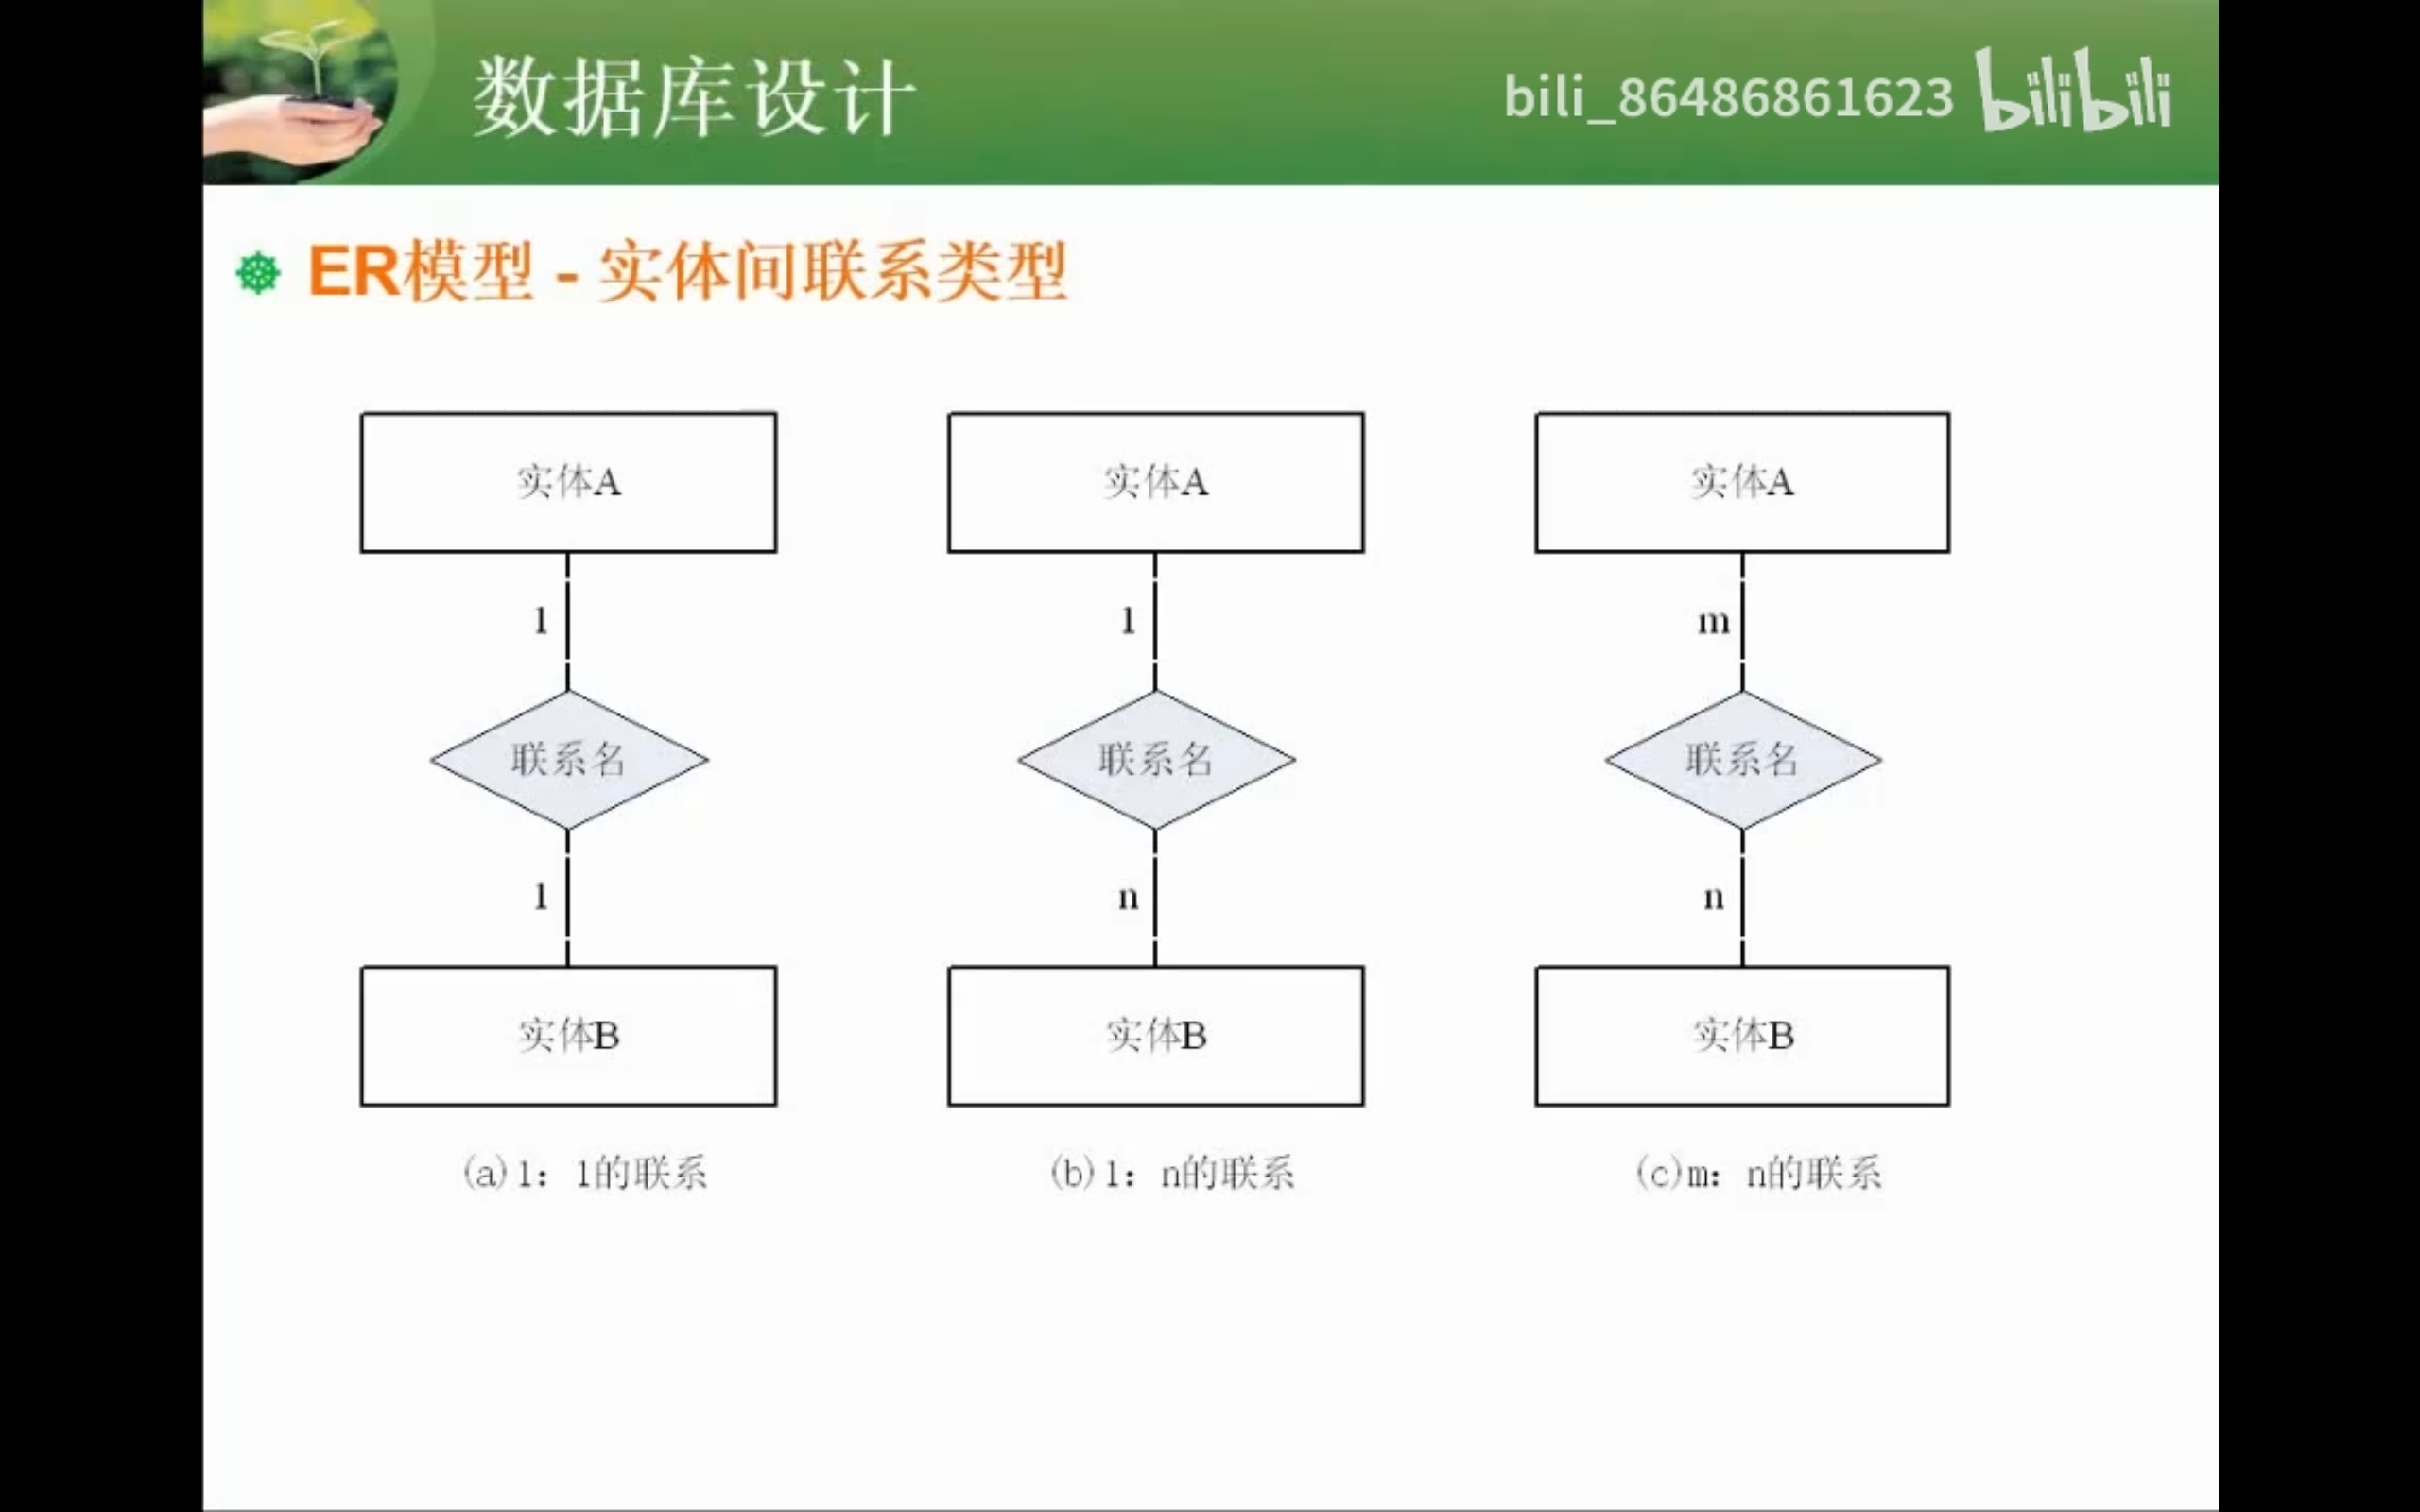 数据库设计
bili_86486861623 bilibili
ER模型 - 实体间联系类型
实体A 实体A 实体A
1 1 m
联系名 联系名 联系名
1 n n
实体B 实体B 实体B
(a)1：1的联系 (b)1：n的联系 (c)m：n的联系